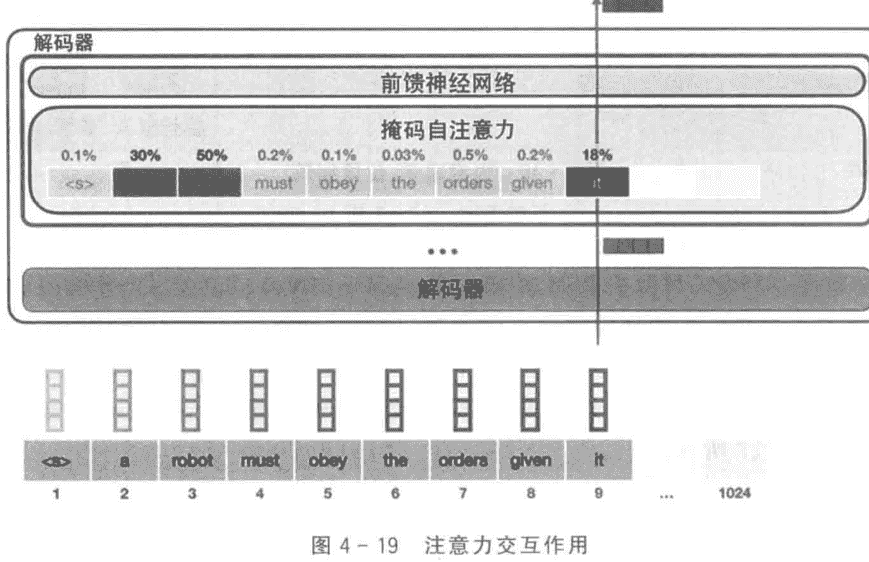 解码器
前馈神经网络
掩码自注意力
0.1% 30% 50% 0.2% 0.1% 0.03% 0.5% 0.2% 18%
<s> must obey the orders given it
...
解码器
<s> a robot must obey the orders given it
1 2 3 4 5 6 7 8 9 ... 1024
图 4-19 注意力交互作用